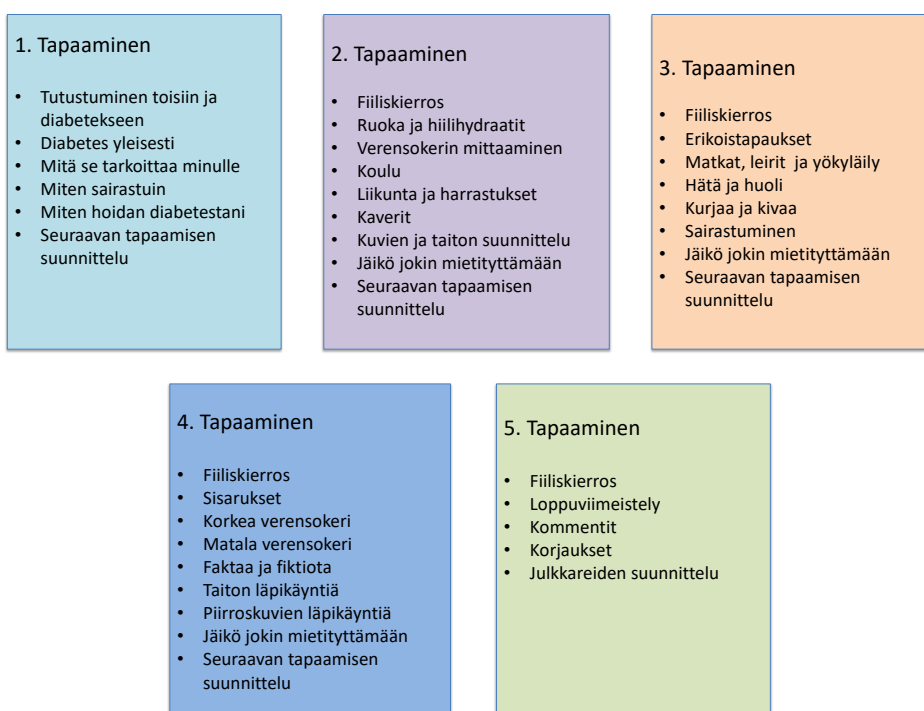 1. Tapaaminen
• Tutustuminen toisiin ja
diabetekseen
• Diabetes yleisesti
• Mitä se tarkoittaa minulle
• Miten sairastuin
• Miten hoidan diabetestani
• Seuraavan tapaamisen
suunnittelu
2. Tapaaminen
• Fiiliskierros
• Ruoka ja hiilihydraatit
• Verensokerin mittaaminen
• Koulu
• Liikunta ja harrastukset
• Kaverit
• Kuvien ja taiton suunnittelu
• Jäikö jokin mietityttämään
• Seuraavan tapaamisen
suunnittelu
3. Tapaaminen
• Fiiliskierros
• Erikoistapaukset
• Matkat, leirit ja yökyläily
• Hätä ja huoli
• Kurjaa ja kivaa
• Sairastuminen
• Jäikö jokin mietityttämään
• Seuraavan tapaamisen
suunnittelu
4. Tapaaminen
• Fiiliskierros
• Sisarukset
• Korkea verensokeri
• Matala verensokeri
• Faktaa ja fiktiota
• Taiton läpikäyntiä
• Piirroskuvien läpikäyntiä
• Jäikö jokin mietityttämään
• Seuraavan tapaamisen
suunnittelu
5. Tapaaminen
• Fiiliskierros
• Loppuviimeistely
• Kommentit
• Korjaukset
• Julkkareiden suunnittelu